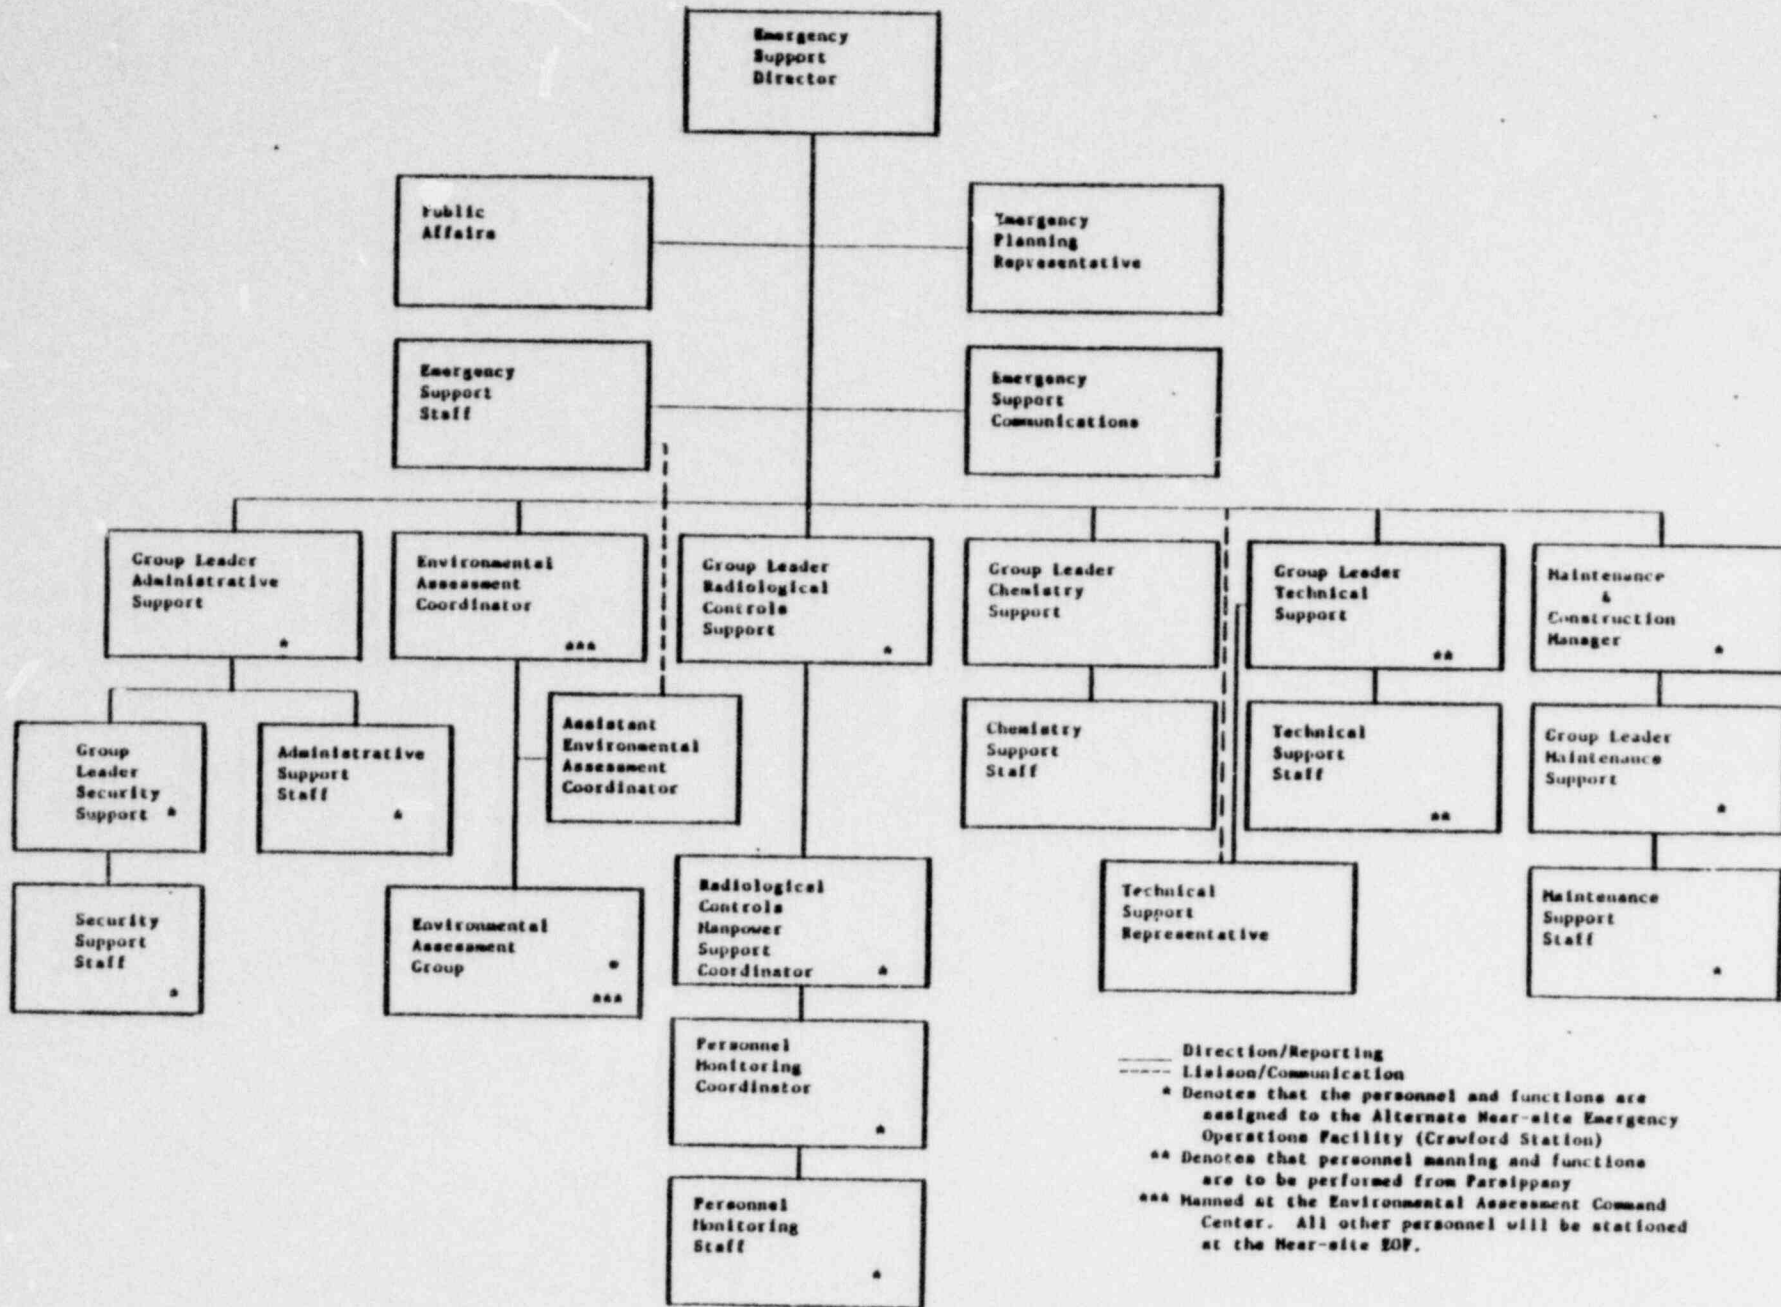 Emergency
Support
Director
Public
Affairs
Emergency
Planning
Representative
Emergency
Support
Staff
Emergency
Support
Communications
Group Leader
Administrative
Support
*
Environmental
Assessment
Coordinator
***
Group Leader
Radiological
Controls
Support
*
Group Leader
Chemistry
Support
Group Leader
Technical
Support
**
Maintenance
&
Construction
Manager
*
Group
Leader
Security
Support *
Administrative
Support
Staff
*
Assistant
Environmental
Assessment
Coordinator
Chemistry
Support
Staff
Technical
Support
Staff
**
Group Leader
Maintenance
Support
*
Security
Support
Staff
*
Environmental
Assessment
Group *
***
Radiological
Controls
Manpower
Support
Coordinator *
Technical
Support
Representative
Maintenance
Support
Staff
*
Personnel
Monitoring
Coordinator
*
Personnel
Monitoring
Staff
*
Direction/Reporting
Liaison/Communication
* Denotes that the personnel and functions are
assigned to the Alternate Near-site Emergency
Operations Facility (Crawford Station)
** Denotes that personnel manning and functions
are to be performed from Parsippany
*** Manned at the Environmental Assessment Command
Center. All other personnel will be stationed
at the Near-site EOF.